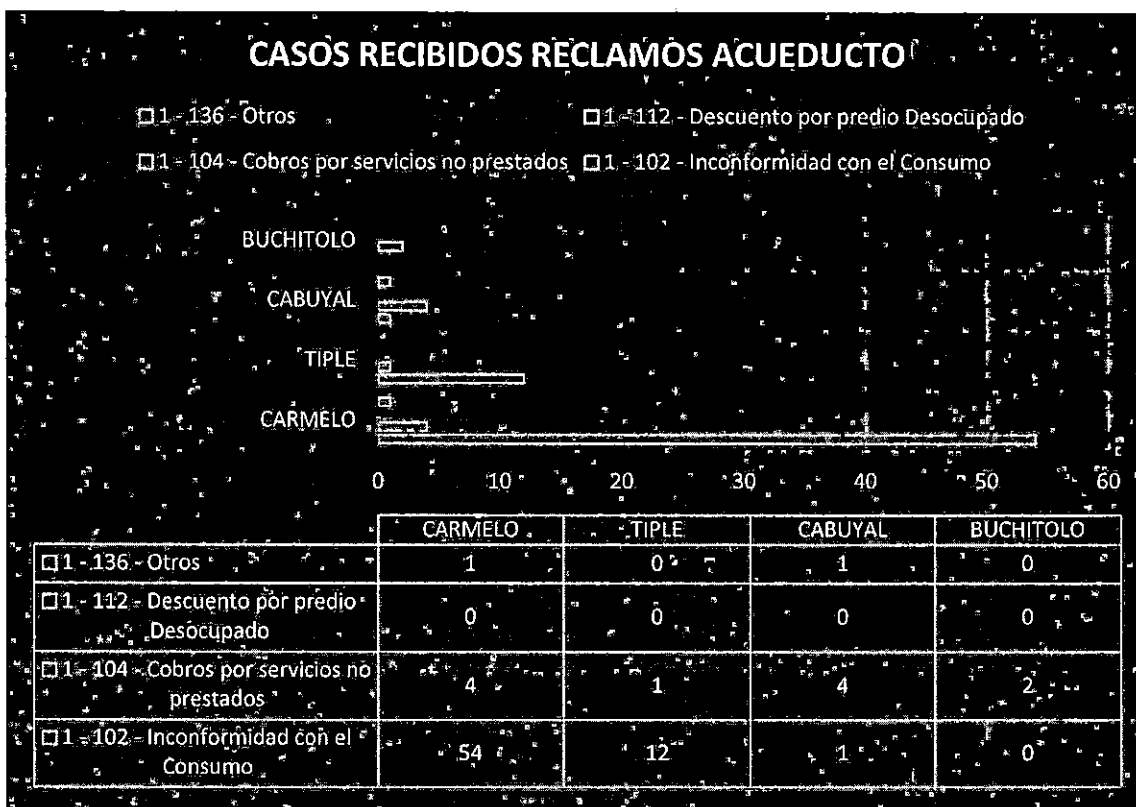 CASOS RECIBIDOS RECLAMOS ACUEDUCTO
1 - 136 - Otros
1 - 112 - Descuento por predio Desocupado
1 - 104 - Cobros por servicios no prestados
1 - 102 - Inconformidad con el Consumo
BUCHITOLO
CABUYAL
TIPLE
CARMELO
0 10 20 30 40 50 60
CARMELO TIPLE CABUYAL BUCHITOLO
1 - 136 - Otros 1 0 1 0
1 - 112 - Descuento por predio
Desocupado 0 0 0 0
1 - 104 - Cobros por servicios no
prestados 4 1 4 2
1 - 102 - Inconformidad con el
Consumo 54 12 1 0